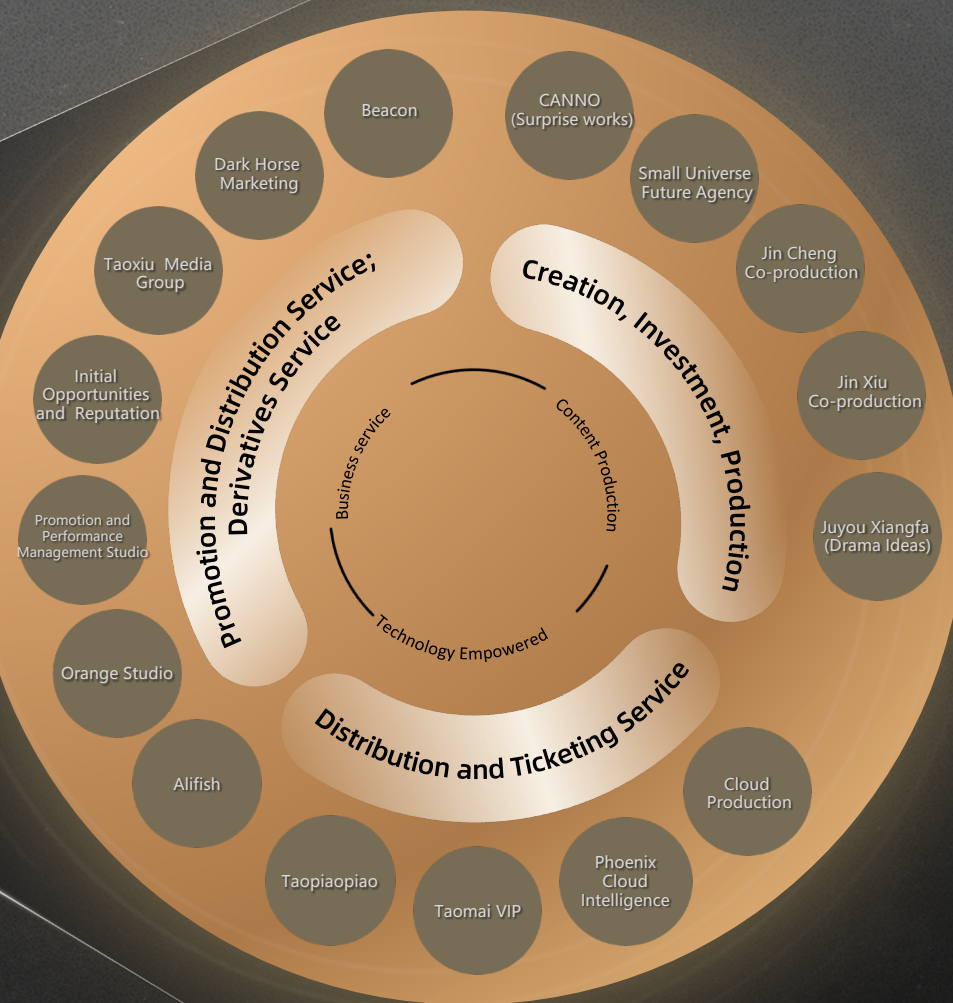 Beacon
CANNO
(Surprise works)
Dark Horse
Marketing
Small Universe
Future Agency
Taoxiu Media
Group
Jin Cheng
Co-production
Initial
Opportunities
and Reputation
Jin Xiu
Co-production
Promotion and
Performance
Management Studio
Juyou Xiangfa
(Drama Ideas)
Orange Studio
Alifish
Cloud
Production
Taopiaopiao
Taomai VIP
Phoenix
Cloud
Intelligence
Promotion and Distribution Service;
Derivatives Service
Creation, Investment, Production
Distribution and Ticketing Service
Business service
Content Production
Technology Empowered